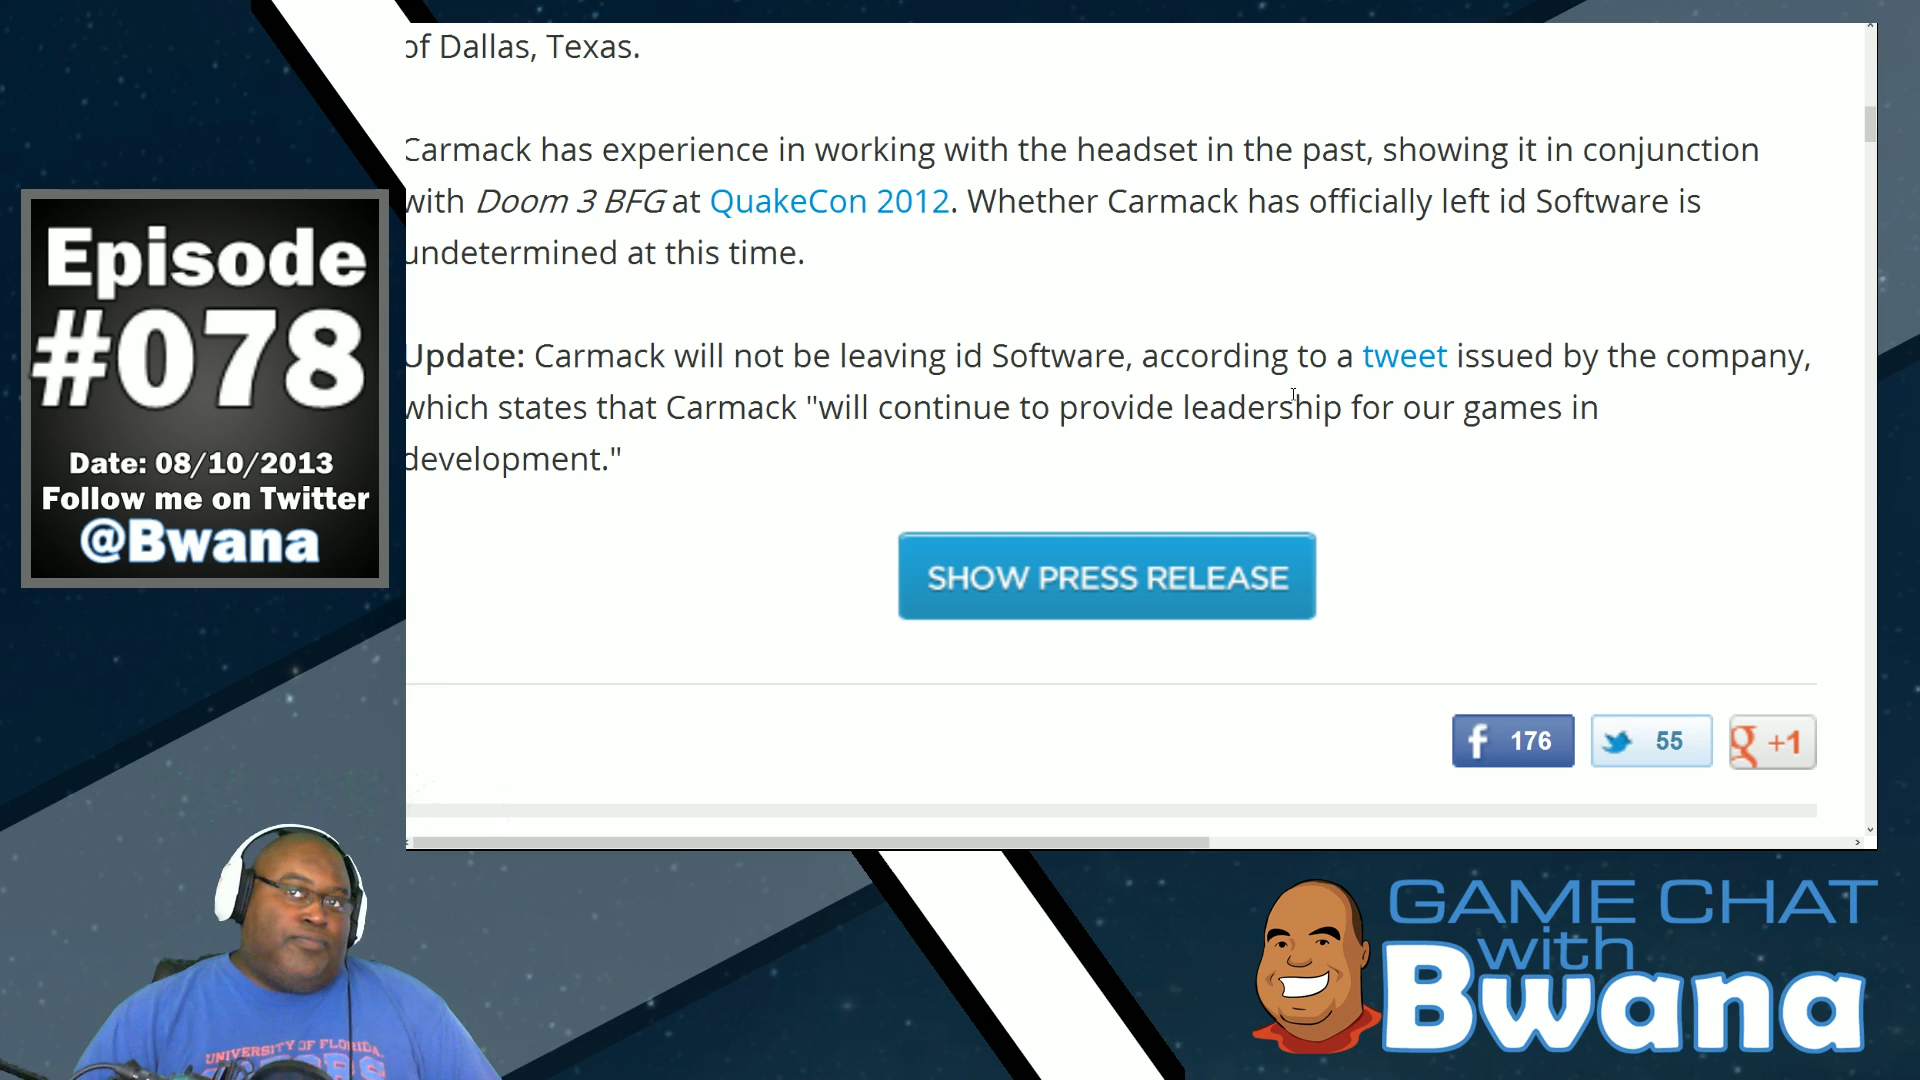 of Dallas, Texas.
Carmack has experience in working with the headset in the past, showing it in conjunction
with Doom 3 BFG at QuakeCon 2012. Whether Carmack has officially left id Software is
undetermined at this time.
Update: Carmack will not be leaving id Software, according to a tweet issued by the company,
which states that Carmack "will continue to provide leadership for our games in
development."
SHOW PRESS RELEASE
f 176
55
g +1
Episode
#078
Date: 08/10/2013
Follow me on Twitter
@Bwana
UNIVERSITY OF FLORIDA
GAME CHAT
with
Bwana